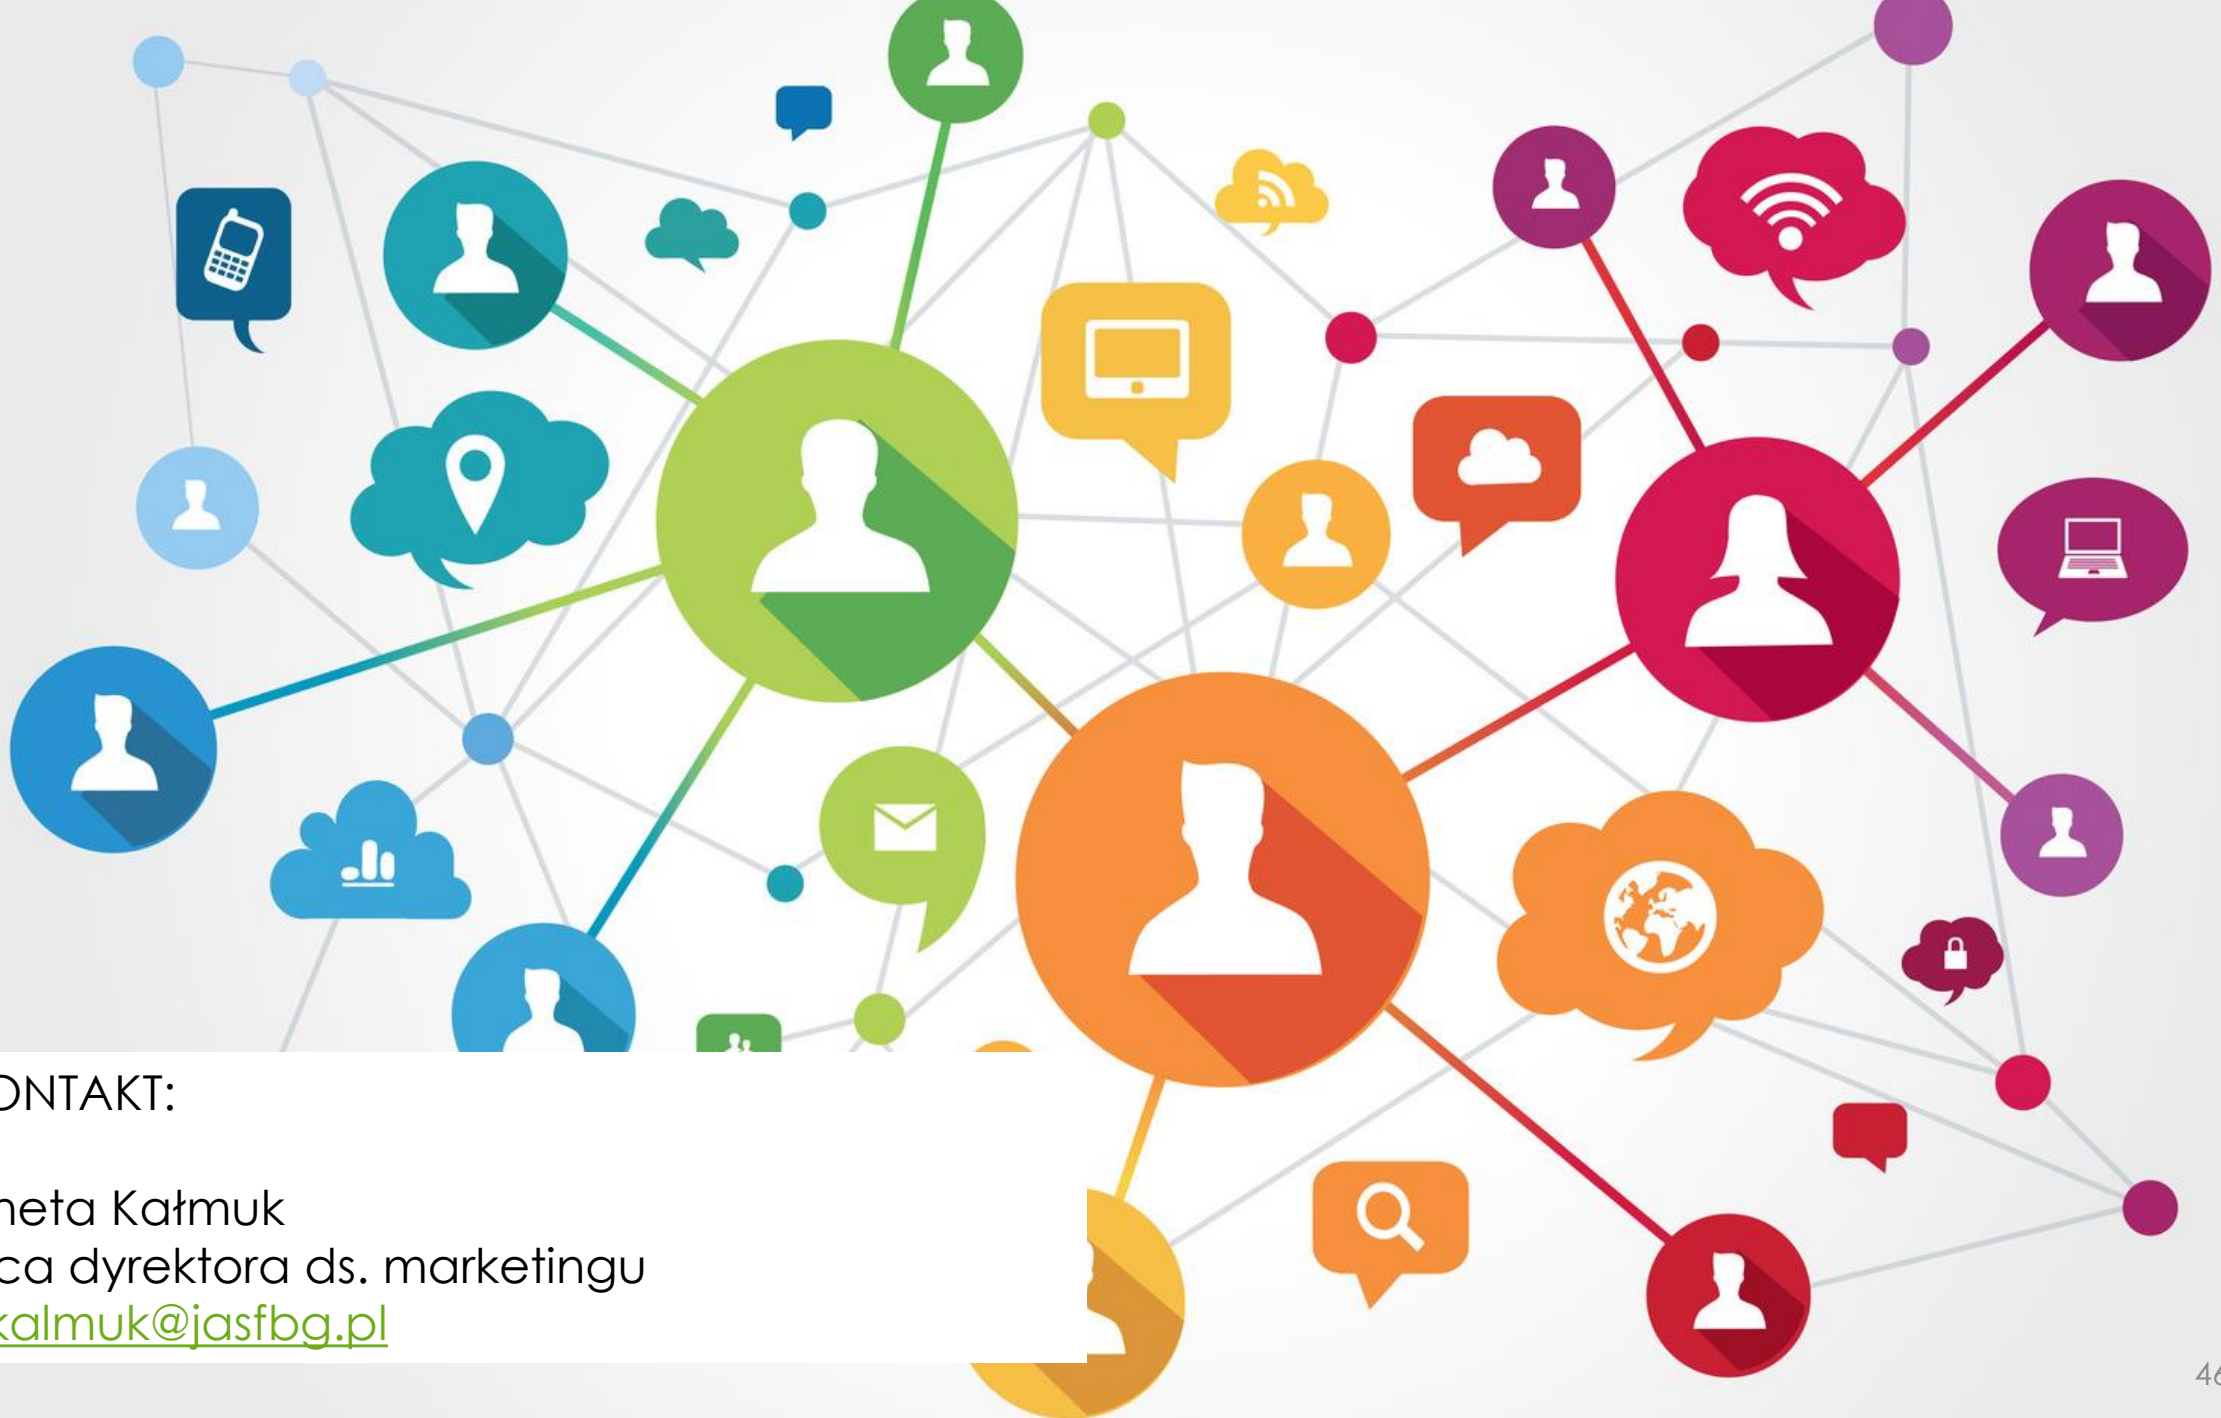 ONTAKT:
neta Kałmuk
ca dyrektora ds. marketingu
kalmuk@jasfbg.pl
46